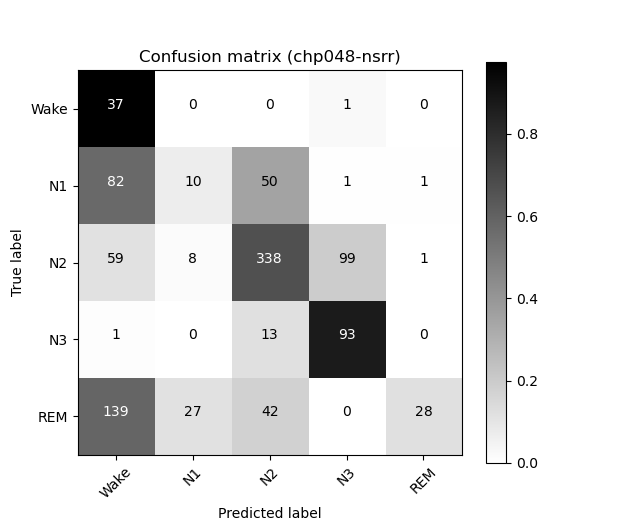 Confusion matrix (chp048-nsrr)
Wake 37 0 0 1 0
N1 82 10 50 1 1
N2 59 8 338 99 1
N3 1 0 13 93 0
REM 139 27 42 0 28
Wake N1 N2 N3 REM
Predicted label
True label
0.8
0.6
0.4
0.2
0.0